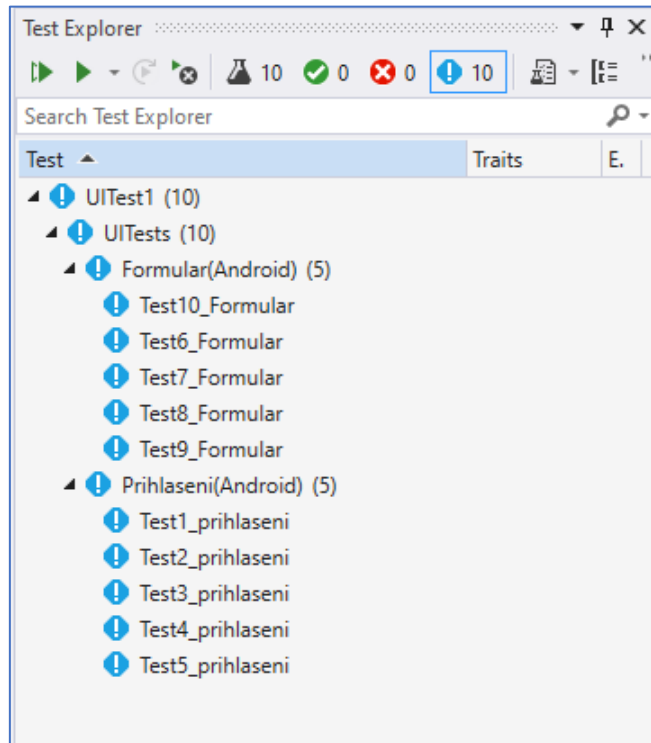 Test Explorer
10 0 0 10
Search Test Explorer
Test Traits E.
UITest1 (10)
UITests (10)
Formular(Android) (5)
Test10_Formular
Test6_Formular
Test7_Formular
Test8_Formular
Test9_Formular
Prihlaseni(Android) (5)
Test1_prihlaseni
Test2_prihlaseni
Test3_prihlaseni
Test4_prihlaseni
Test5_prihlaseni